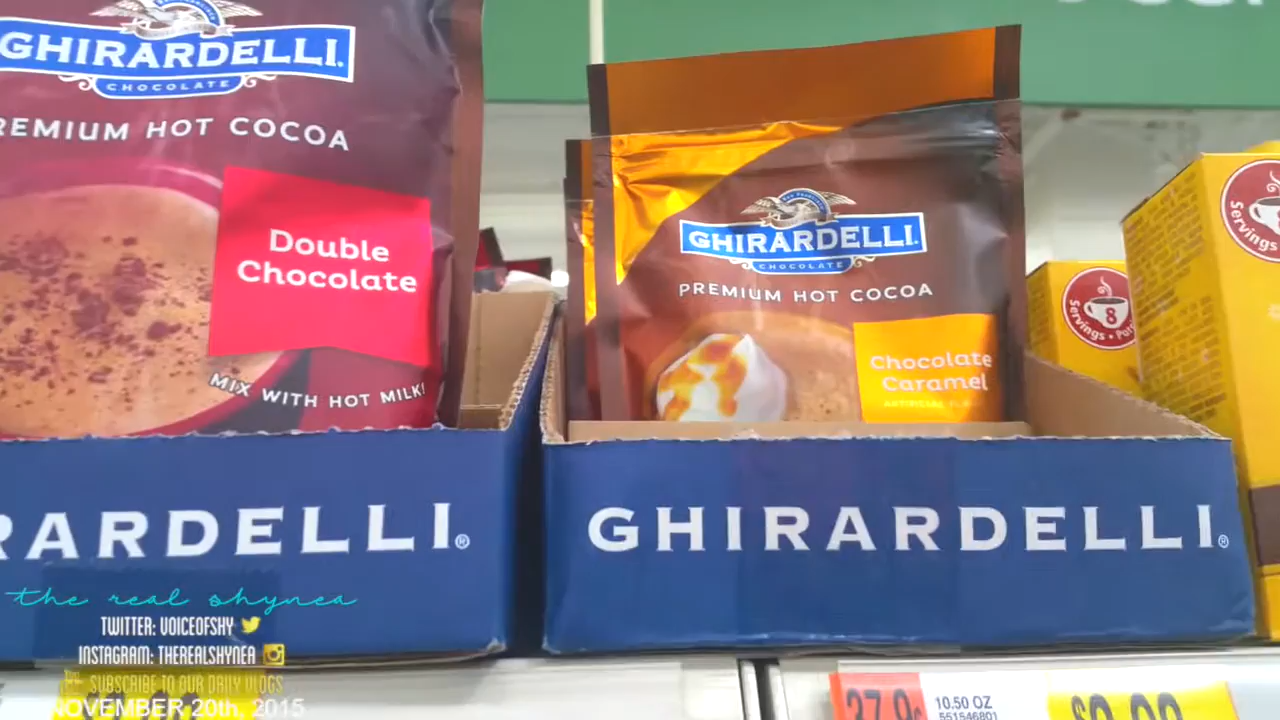 GHIRARDELLI
CHOCOLATE
PREMIUM HOT COCOA
Double
Chocolate
MIX WITH HOT MILK!
GHIRARDELLI
CHOCOLATE
PREMIUM HOT COCOA
Chocolate
Caramel
Servings
8
Servings
RARDELLI®
GHIRARDELLI®
the real shynea
TWITTER: VOICEOFSHY
INSTAGRAM: THEREALSHYNEA
SUBSCRIBE TO OUR DAILY VLOGS
NOVEMBER 20th, 2015
10.50 OZ
551546801